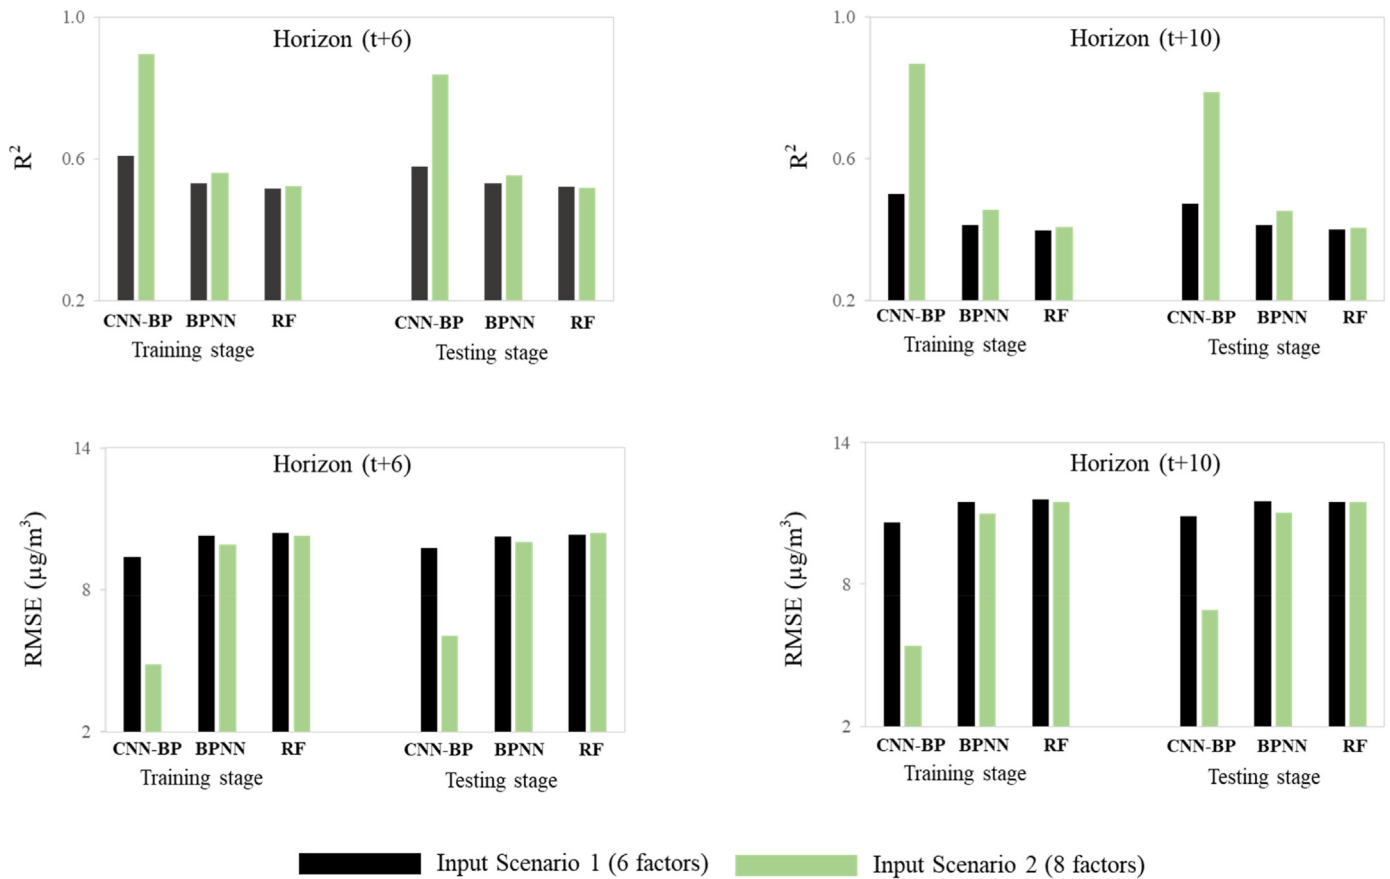 1.0
Horizon (t+6)
R²
0.6
0.2
CNN-BP BPNN RF
Training stage
CNN-BP BPNN RF
Testing stage
1.0
Horizon (t+10)
R²
0.6
0.2
CNN-BP BPNN RF
Training stage
CNN-BP BPNN RF
Testing stage
14
Horizon (t+6)
RMSE (µg/m³)
8
2
CNN-BP BPNN RF
Training stage
CNN-BP BPNN RF
Testing stage
14
Horizon (t+10)
RMSE (µg/m³)
8
2
CNN-BP BPNN RF
Training stage
CNN-BP BPNN RF
Testing stage
Input Scenario 1 (6 factors)
Input Scenario 2 (8 factors)